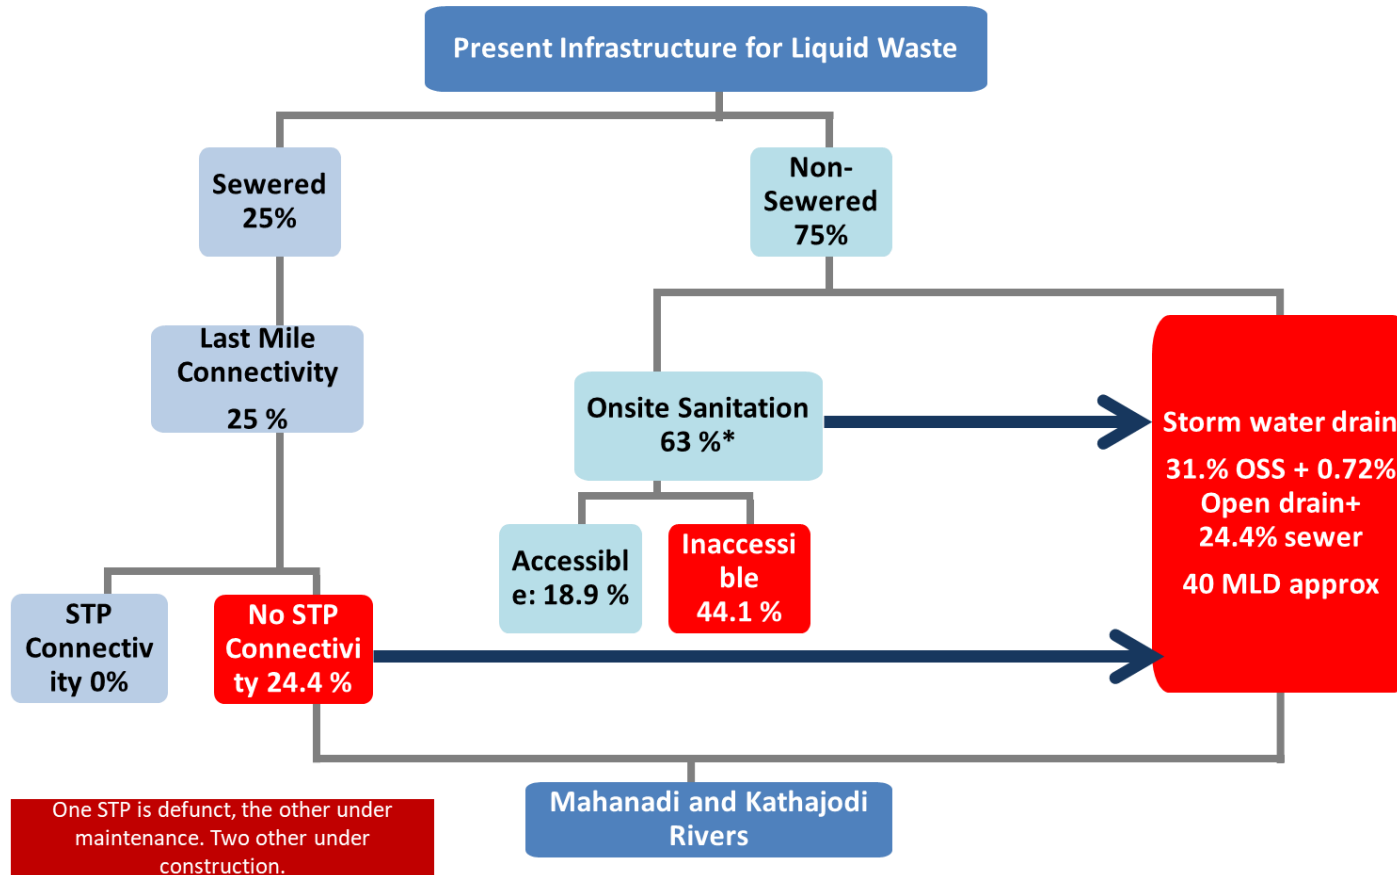 Present Infrastructure for Liquid Waste
Sewered
25%
Non-
Sewered
75%
Last Mile
Connectivity
25 %
Onsite Sanitation
63 %*
Storm water drain
31.% OSS + 0.72%
Open drain+
24.4% sewer
40 MLD approx
Accessibl
e: 18.9 %
Inaccessi
ble
44.1 %
STP
Connectiv
ity 0%
No STP
Connectivi
ty 24.4 %
Mahanadi and Kathajodi
Rivers
One STP is defunct, the other under
maintenance. Two other under
construction.